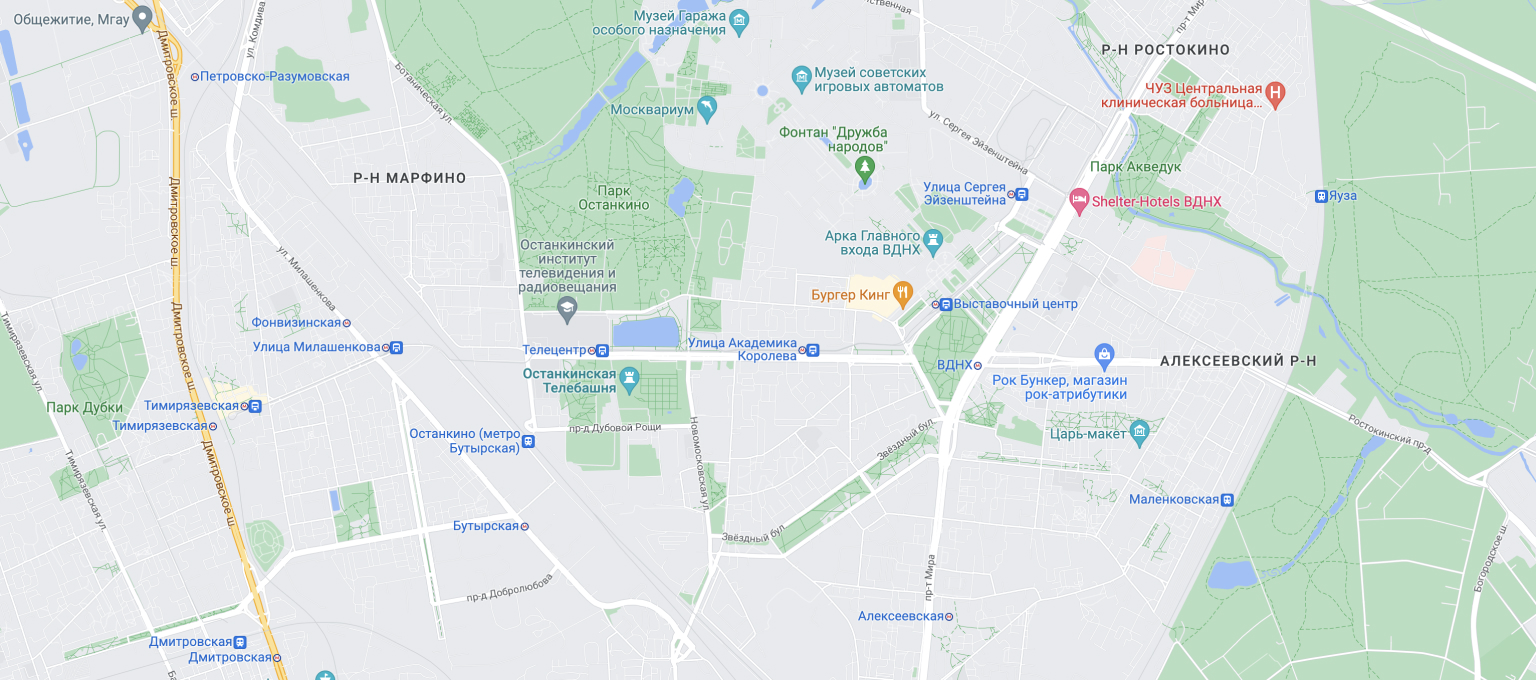 Общежитие, Мгау
ул. Комдива
Музей Гаража
особого назначения
пр-т Мира
Р-Н РОСТОКИНО
Петровско-Разумовская
Дмитровское ш.
Ботаническая ул.
Музей советских
игровых автоматов
Москвариум
ЧУЗ Центральная
клиническая больница...
Фонтан "Дружба
народов"
ул. Сергея Эйзенштейна
Парк Акведук
Р-Н МАРФИНО
Дмитровское ш.
Парк
Останкино
Улица Сергея
Эйзенштейна
Shelter-Hotels ВДНХ
Яуза
Арка Главного
входа ВДНХ
Останкинский
институт
телевидения и
радиовещания
ул. Милашенкова
Бургер Кинг
Выставочный центр
Фонвизинская
Дмитровское ш.
Тимирязевская ул.
Улица Милашенкова
Телецентр
Улица Академика
Королева
ВДНХ
АЛЕКСЕЕВСКИЙ Р-Н
Останкинская
Телебашня
Рок Бункер, магазин
рок-атрибутики
Парк Дубки
Тимирязевская
Тимирязевская
Останкино (метро
Бутырская)
пр-д Дубовой Рощи
Новомосковская ул.
Звёздный бул.
Царь-макет
Ростокинский пр-д
Дмитровское ш.
Тимирязевская ул.
Маленковская
Бутырская
Звёздный бул.
Богородское ш.
пр-д Добролюбова
пр-т Мира
Алексеевская
Дмитровская
Дмитровская